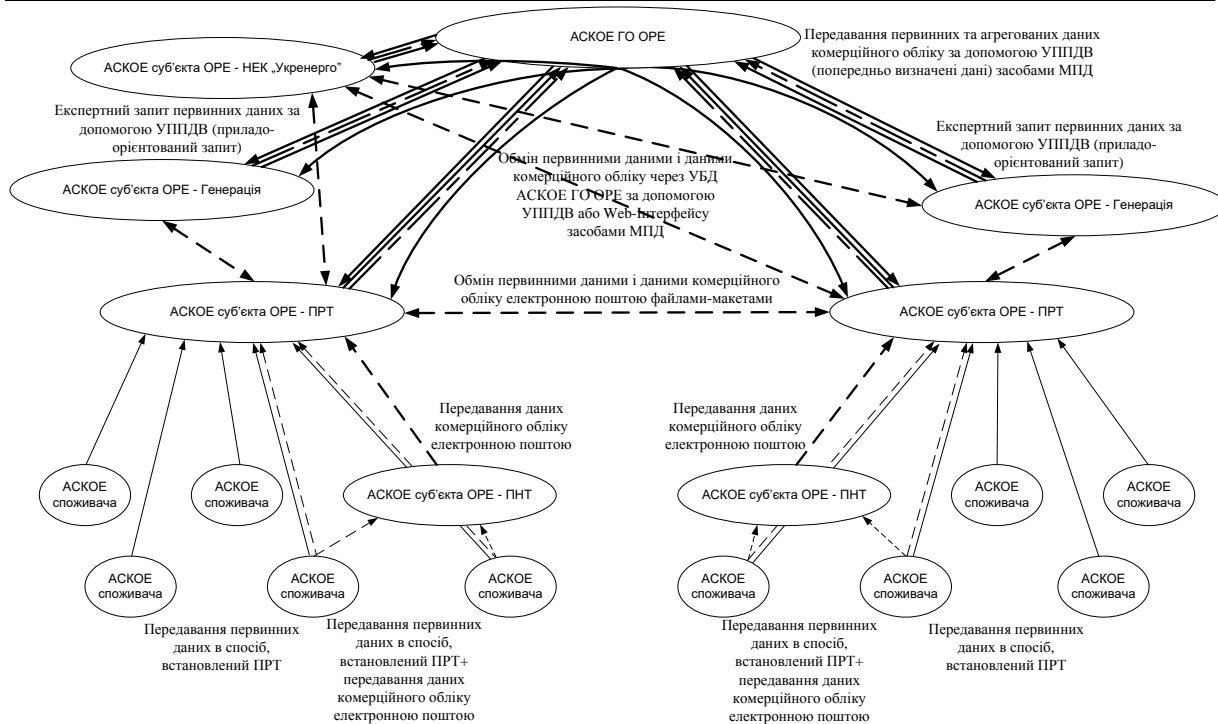 АСКОЕ ГО ОРЕ
Передавання первинних та агрегованих даних
комерційного обліку за допомогою УППДВ
(попередньо визначені дані) засобами МПД
АСКОЕ суб’єкта ОРЕ - НЕК „Укренерго”
Експертний запит первинних даних за
допомогою УППДВ (приладо-
орієнтований запит)
Експертний запит первинних даних за
допомогою УППДВ (приладо-
орієнтований запит)
Обмін первинними даними і даними
комерційного обліку через УБД
АСКОЕ ГО ОРЕ за допомогою
УППДВ або Web-Інтерфейсу
засобами МПД
АСКОЕ суб’єкта ОРЕ - Генерація
АСКОЕ суб’єкта ОРЕ - Генерація
Обмін первинними даними і даними комерційного
обліку електронною поштою файлами-макетами
АСКОЕ суб’єкта ОРЕ - ПРТ
АСКОЕ суб’єкта ОРЕ - ПРТ
Передавання даних
комерційного обліку
електронною поштою
Передавання даних
комерційного обліку
електронною поштою
АСКОЕ
споживача
АСКОЕ
споживача
АСКОЕ суб’єкта ОРЕ - ПНТ
АСКОЕ суб’єкта ОРЕ - ПНТ
АСКОЕ
споживача
АСКОЕ
споживача
АСКОЕ
споживача
АСКОЕ
споживача
АСКОЕ
споживача
АСКОЕ
споживача
АСКОЕ
споживача
АСКОЕ
споживача
Передавання первинних
даних в спосіб,
встановлений ПРТ
Передавання первинних
даних в спосіб,
встановлений ПРТ+
передавання даних
комерційного обліку
електронною поштою
Передавання первинних
даних в спосіб,
встановлений ПРТ+
передавання даних
комерційного обліку
електронною поштою
Передавання первинних
даних в спосіб,
встановлений ПРТ